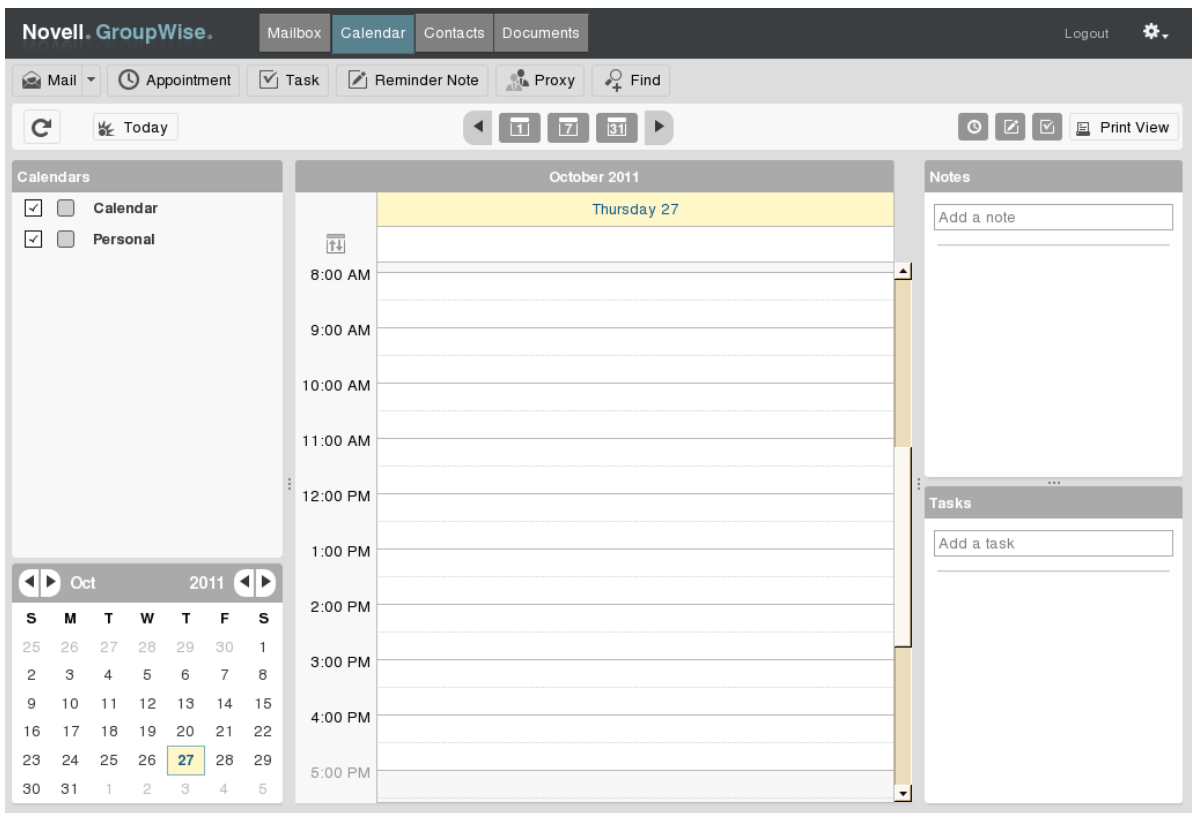 Novell. GroupWise. Mailbox Calendar Contacts Documents Logout
Mail Appointment Task Reminder Note Proxy Find
Today 1 7 31 Print View
Calendars
Calendar
Personal
Oct 2011
S M T W T F S
25 26 27 28 29 30 1
2 3 4 5 6 7 8
9 10 11 12 13 14 15
16 17 18 19 20 21 22
23 24 25 26 27 28 29
30 31 1 2 3 4 5
October 2011
Thursday 27
8:00 AM
9:00 AM
10:00 AM
11:00 AM
12:00 PM
1:00 PM
2:00 PM
3:00 PM
4:00 PM
5:00 PM
Notes
Add a note
Tasks
Add a task